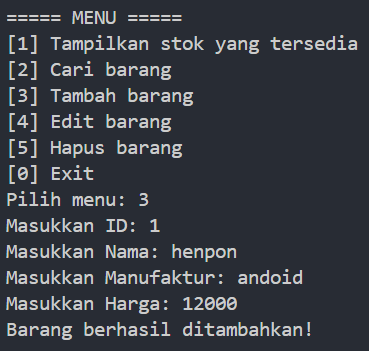 ===== MENU =====
[1] Tampilkan stok yang tersedia
[2] Cari barang
[3] Tambah barang
[4] Edit barang
[5] Hapus barang
[0] Exit
Pilih menu: 3
Masukkan ID: 1
Masukkan Nama: henpon
Masukkan Manufaktur: andoid
Masukkan Harga: 12000
Barang berhasil ditambahkan!